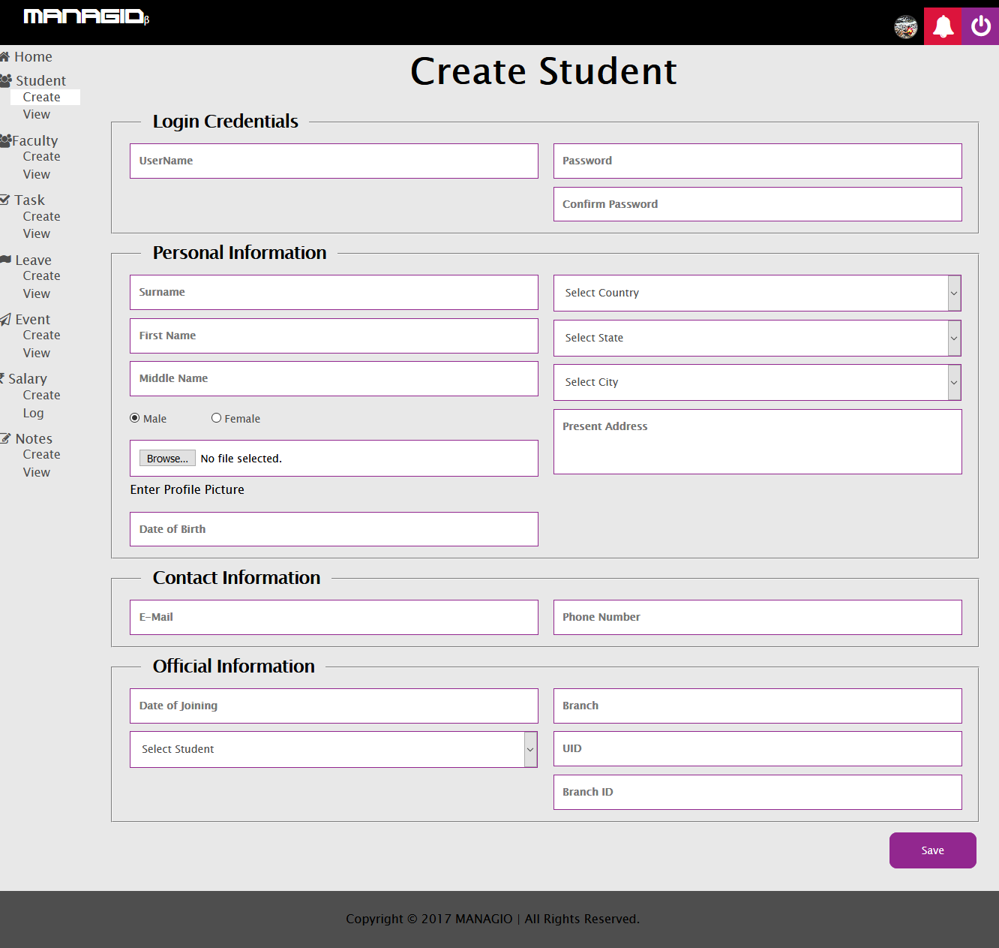 MANAGIOβ
Home
Student
Create
View
Faculty
Create
View
Task
Create
View
Leave
Create
View
Event
Create
View
Salary
Create
Log
Notes
Create
View
Create Student
Login Credentials
UserName
Password
Confirm Password
Personal Information
Surname
First Name
Middle Name
Male Female
Browse... No file selected.
Enter Profile Picture
Date of Birth
Select Country
Select State
Select City
Present Address
Contact Information
E-Mail
Phone Number
Official Information
Date of Joining
Select Student
Branch
UID
Branch ID
Save
Copyright © 2017 MANAGIO | All Rights Reserved.